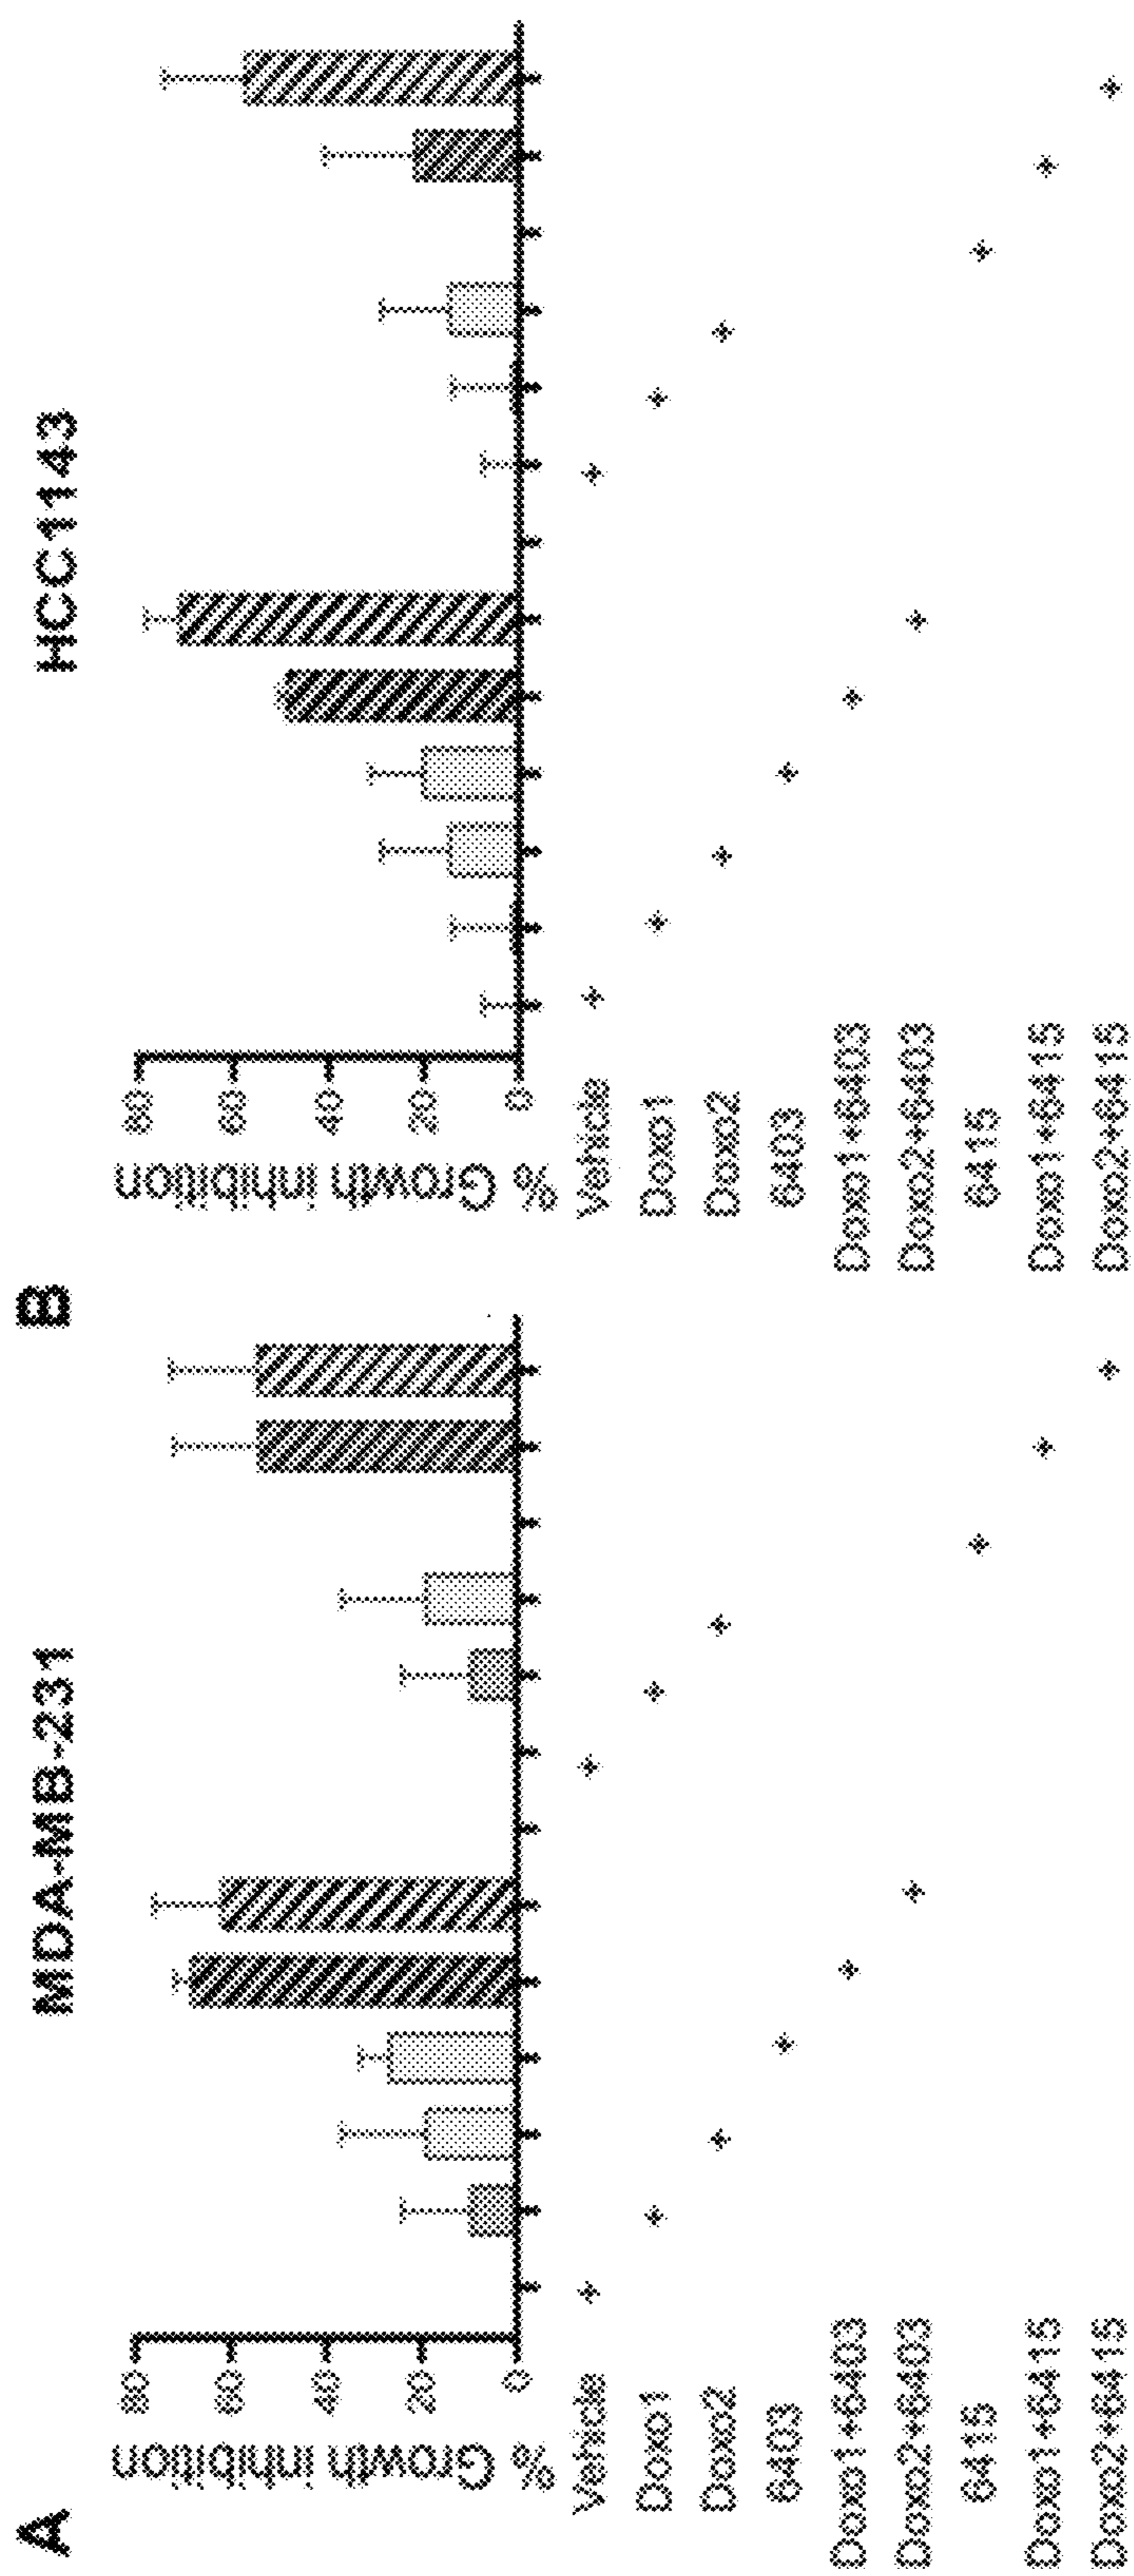 A
MDA-MB-231
% Growth inhibition
80
60
40
20
0
Vehicle + +
Doxo1 + +
Doxo2 + +
6403 +
Doxo1+6403 +
Doxo2+6403 +
6415 +
Doxo1+6415 +
Doxo2+6415 +
B
HCC1143
% Growth inhibition
80
60
40
20
0
Vehicle + +
Doxo1 + +
Doxo2 + +
6403 +
Doxo1+6403 +
Doxo2+6403 +
6415 +
Doxo1+6415 +
Doxo2+6415 +